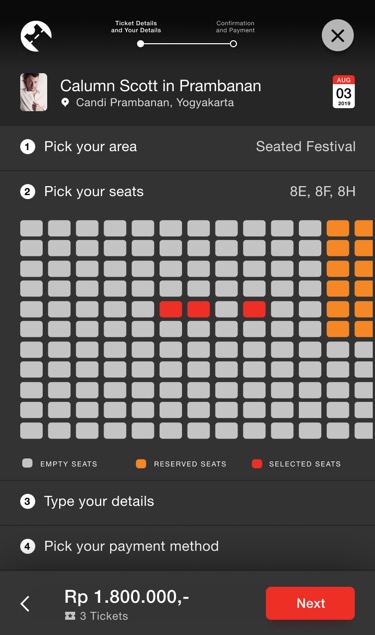 Ticket Details
and Your Details
Confirmation
and Payment
Calumn Scott in Prambanan
Candi Prambanan, Yogyakarta
AUG
03
2019
1 Pick your area Seated Festival
2 Pick your seats 8E, 8F, 8H
EMPTY SEATS RESERVED SEATS SELECTED SEATS
3 Type your details
4 Pick your payment method
Rp 1.800.000,-
3 Tickets
Next